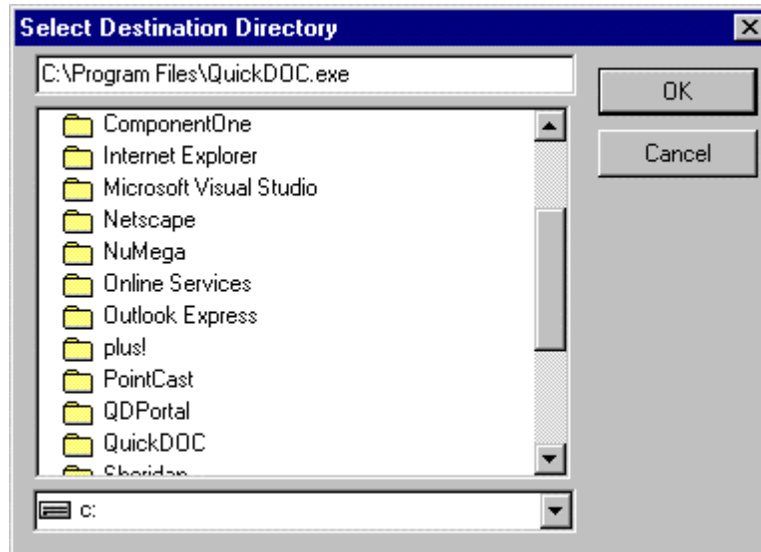 Select Destination Directory
C:\Program Files\QuickDOC.exe
OK
Cancel
ComponentOne
Internet Explorer
Microsoft Visual Studio
Netscape
NuMega
Online Services
Outlook Express
plus!
PointCast
QDPortal
QuickDOC
Sheridan
c: